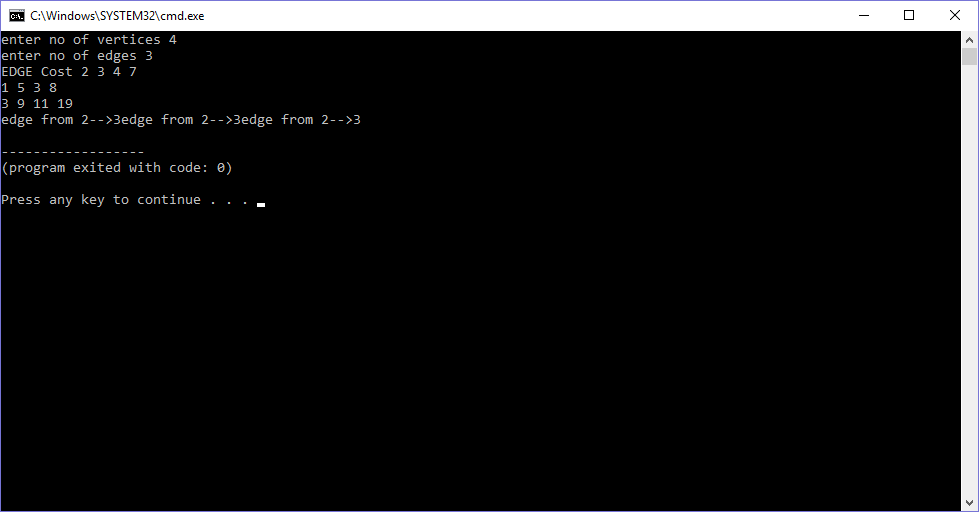 C:\Windows\SYSTEM32\cmd.exe
enter no of vertices 4
enter no of edges 3
EDGE Cost 2 3 4 7
1 5 3 8
3 9 11 19
edge from 2-->3edge from 2-->3edge from 2-->3
------------------
(program exited with code: 0)
Press any key to continue . . .